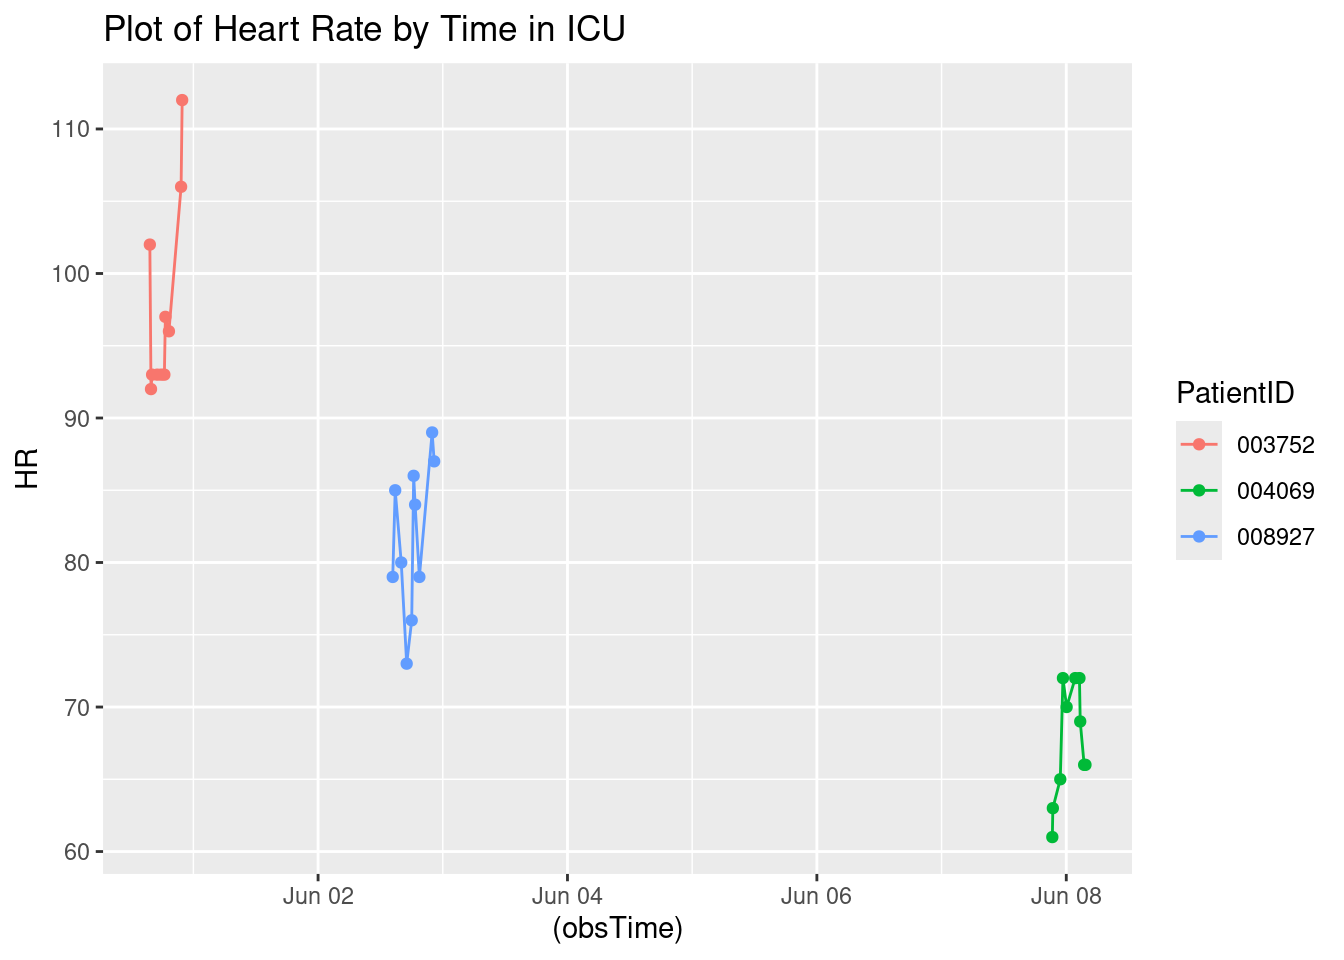 Plot of Heart Rate by Time in ICU
110
100
90
80
70
60
HR
Jun 02 Jun 04 Jun 06 Jun 08
(obsTime)
PatientID
003752
004069
008927